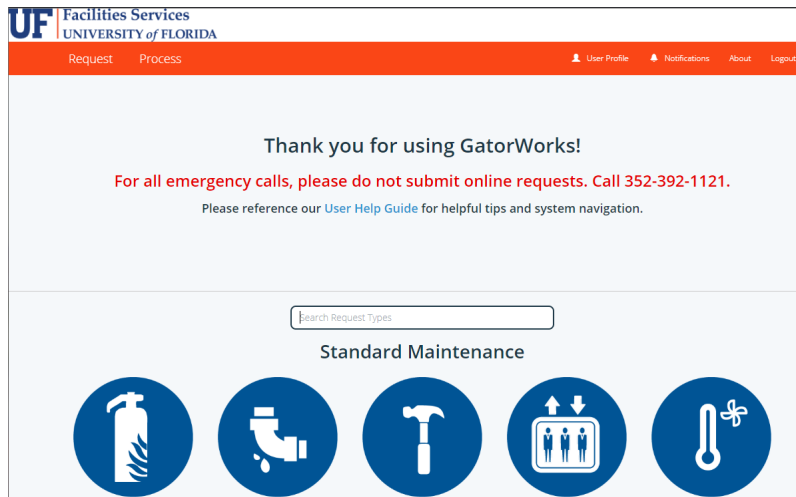 UF Facilities Services
UNIVERSITY of FLORIDA
Request Process User Profile Notifications About Logout
Thank you for using GatorWorks!
For all emergency calls, please do not submit online requests. Call 352-392-1121.
Please reference our User Help Guide for helpful tips and system navigation.
Search Request Types
Standard Maintenance